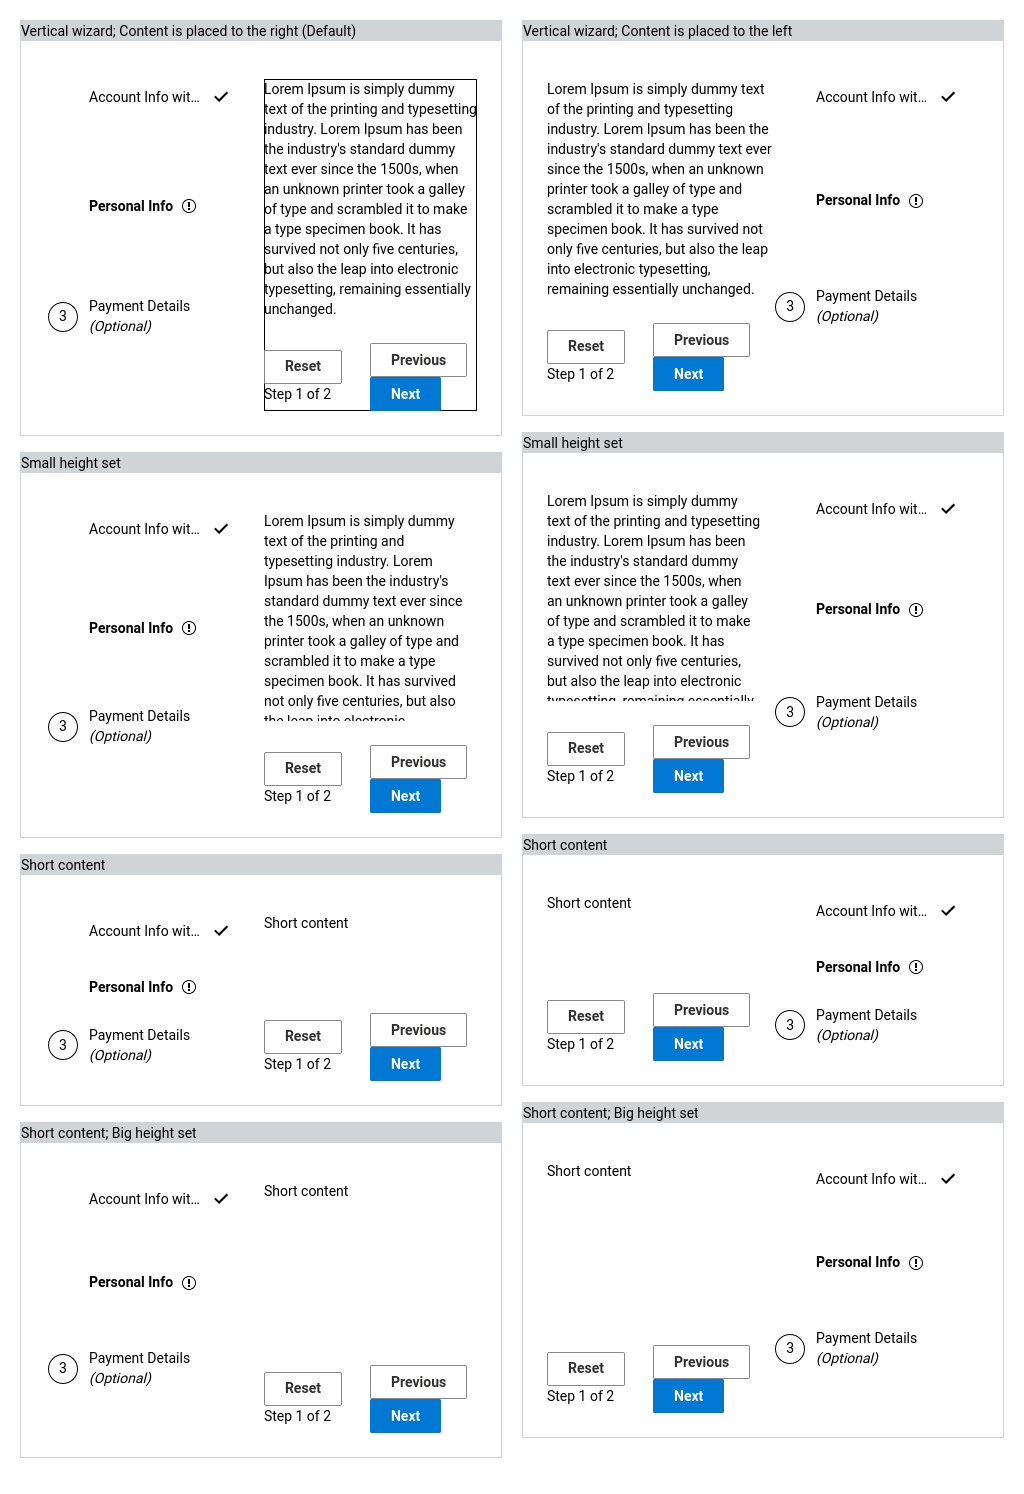 Vertical wizard; Content is placed to the right (Default)
Account Info wit...
Personal Info
3
Payment Details
(Optional)
Lorem Ipsum is simply dummy
text of the printing and typesetting
industry. Lorem Ipsum has been
the industry's standard dummy
text ever since the 1500s, when
an unknown printer took a galley
of type and scrambled it to make
a type specimen book. It has
survived not only five centuries,
but also the leap into electronic
typesetting, remaining essentially
unchanged.
Reset
Step 1 of 2
Previous
Next
Small height set
Account Info wit...
Personal Info
3
Payment Details
(Optional)
Lorem Ipsum is simply dummy
text of the printing and
typesetting industry. Lorem
Ipsum has been the industry's
standard dummy text ever since
the 1500s, when an unknown
printer took a galley of type and
scrambled it to make a type
specimen book. It has survived
not only five centuries, but also
the leap into electronic
Reset
Step 1 of 2
Previous
Next
Short content
Account Info wit...
Personal Info
3
Payment Details
(Optional)
Short content
Reset
Step 1 of 2
Previous
Next
Short content; Big height set
Account Info wit...
Personal Info
3
Payment Details
(Optional)
Short content
Reset
Step 1 of 2
Previous
Next
Vertical wizard; Content is placed to the left
Lorem Ipsum is simply dummy text
of the printing and typesetting
industry. Lorem Ipsum has been the
industry's standard dummy text ever
since the 1500s, when an unknown
printer took a galley of type and
scrambled it to make a type
specimen book. It has survived not
only five centuries, but also the leap
into electronic typesetting,
remaining essentially unchanged.
Reset
Step 1 of 2
Previous
Next
Account Info wit...
Personal Info
3
Payment Details
(Optional)
Small height set
Lorem Ipsum is simply dummy
text of the printing and typesetting
industry. Lorem Ipsum has been
the industry's standard dummy
text ever since the 1500s, when
an unknown printer took a galley
of type and scrambled it to make
a type specimen book. It has
survived not only five centuries,
but also the leap into electronic
typesetting, remaining essentially
Reset
Step 1 of 2
Previous
Next
Account Info wit...
Personal Info
3
Payment Details
(Optional)
Short content
Short content
Reset
Step 1 of 2
Previous
Next
Account Info wit...
Personal Info
3
Payment Details
(Optional)
Short content; Big height set
Short content
Reset
Step 1 of 2
Previous
Next
Account Info wit...
Personal Info
3
Payment Details
(Optional)